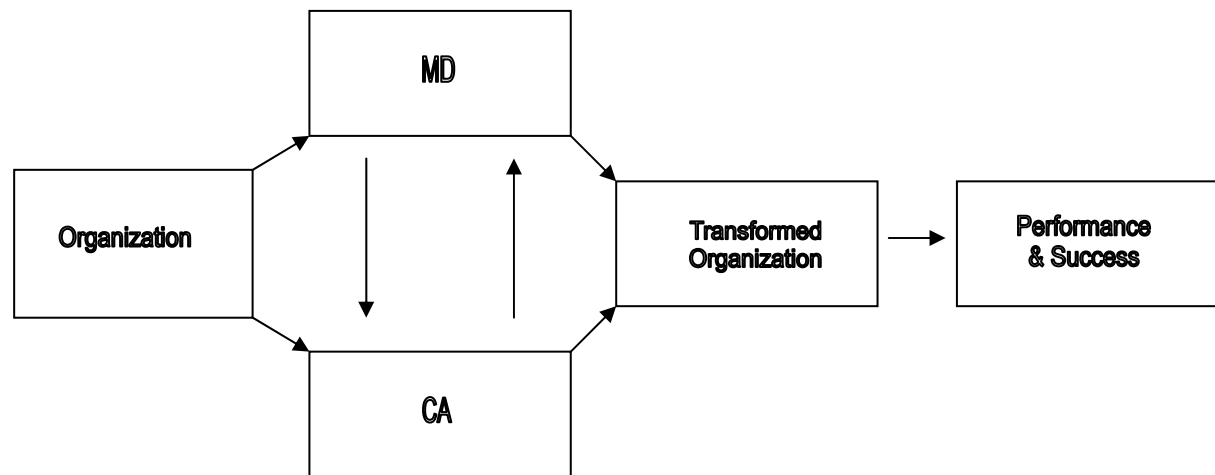 MD
Organization
Transformed
Organization
Performance
& Success
CA